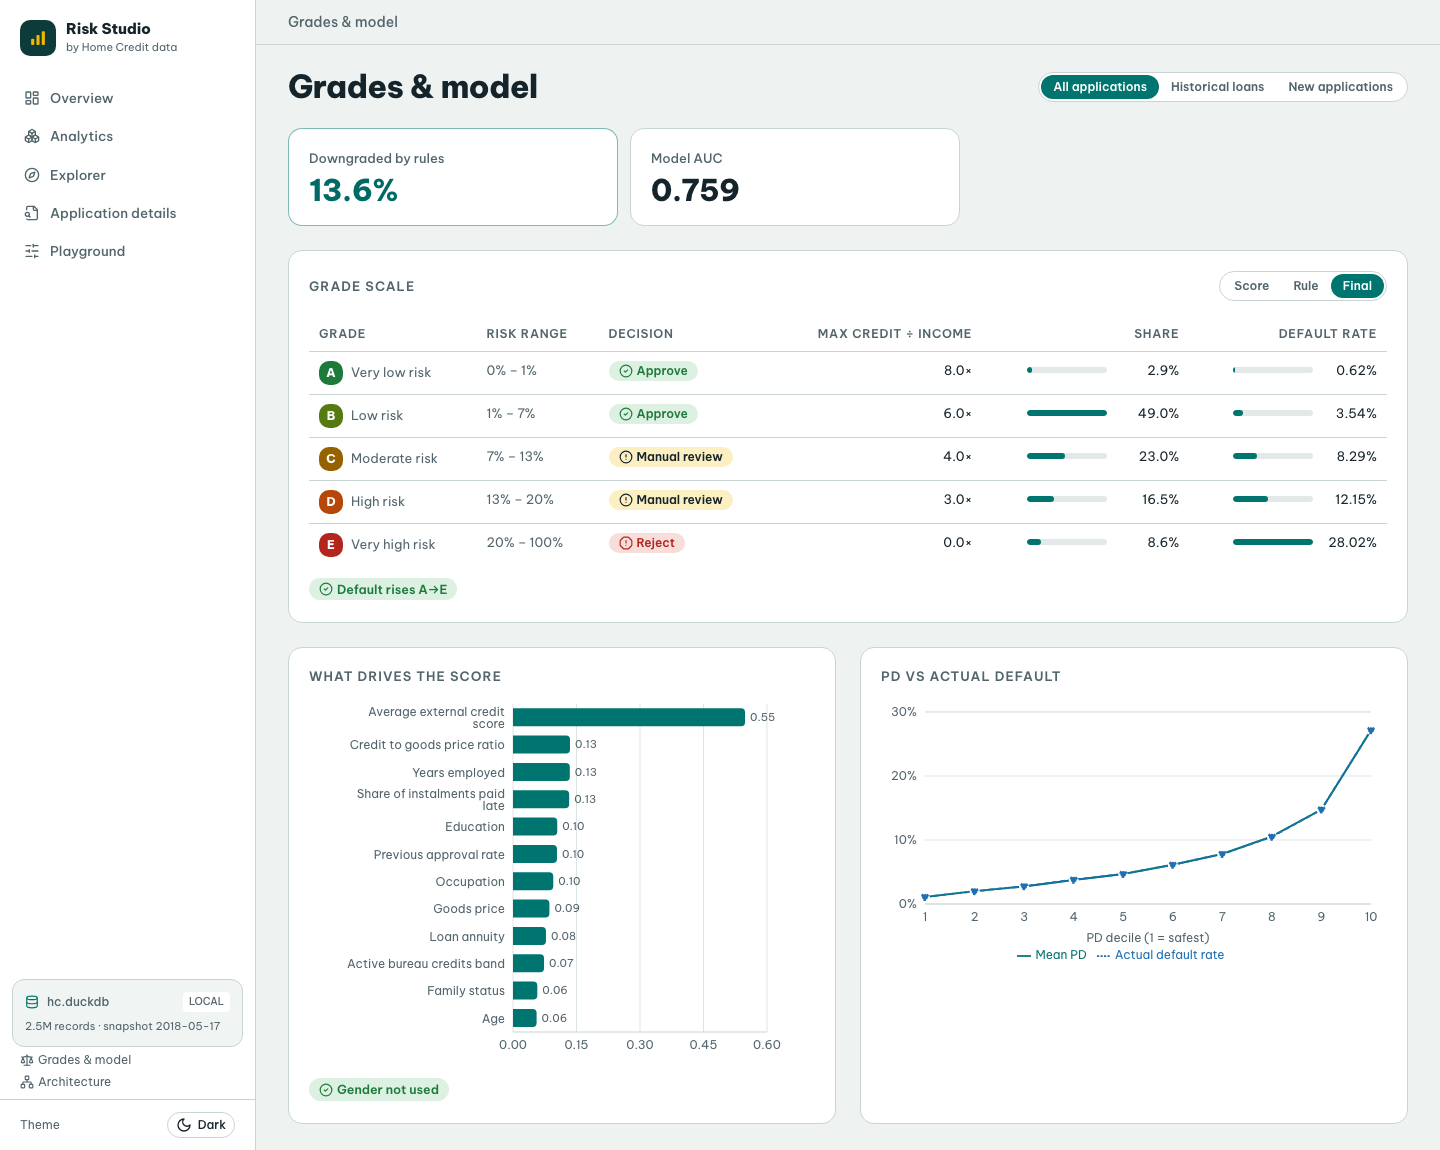 Risk Studio
by Home Credit data
Overview
Analytics
Explorer
Application details
Playground
hc.duckdb LOCAL
2.5M records · snapshot 2018-05-17
Grades & model
Architecture
Theme Dark
Grades & model
Grades & model
All applications Historical loans New applications
Downgraded by rules
13.6%
Model AUC
0.759
GRADE SCALE
Score Rule Final
GRADE RISK RANGE DECISION MAX CREDIT ÷ INCOME SHARE DEFAULT RATE
A Very low risk 0% – 1% Approve 8.0× 2.9% 0.62%
B Low risk 1% – 7% Approve 6.0× 49.0% 3.54%
C Moderate risk 7% – 13% Manual review 4.0× 23.0% 8.29%
D High risk 13% – 20% Manual review 3.0× 16.5% 12.15%
E Very high risk 20% – 100% Reject 0.0× 8.6% 28.02%
Default rises A→E
WHAT DRIVES THE SCORE
Average external credit
score 0.55
Credit to goods price ratio 0.13
Years employed 0.13
Share of instalments paid
late 0.13
Education 0.10
Previous approval rate 0.10
Occupation 0.10
Goods price 0.09
Loan annuity 0.08
Active bureau credits band 0.07
Family status 0.06
Age 0.06
0.00 0.15 0.30 0.45 0.60
Gender not used
PD VS ACTUAL DEFAULT
30%
20%
10%
0%
1 2 3 4 5 6 7 8 9 10
PD decile (1 = safest)
Mean PD Actual default rate